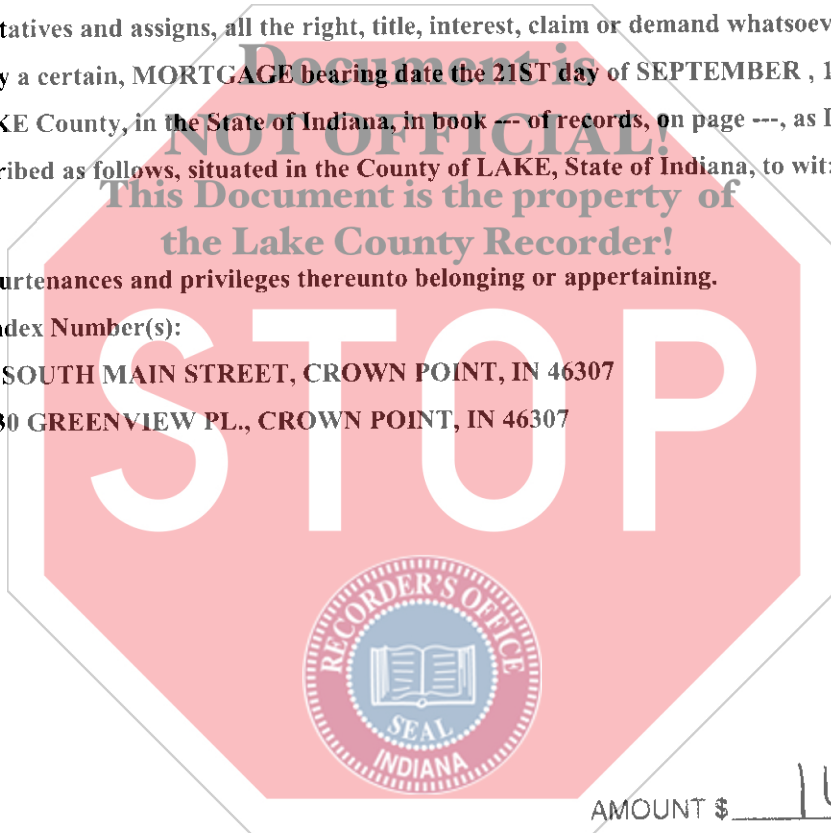 tatives and assigns, all the right, title, interest, claim or demand whatsoev
Document is
y a certain, MORTGAGE bearing date the 21ST day of SEPTEMBER , 1
KE County, in the State of Indiana, in book --- of records, on page ---, as
NOT OFFICIAL!
ribed as follows, situated in the County of LAKE, State of Indiana, to wit:
This Document is the property of
the Lake County Recorder!
urtenances and privileges thereunto belonging or appertaining.
ndex Number(s):
SOUTH MAIN STREET, CROWN POINT, IN 46307
30 GREENVIEW PL., CROWN POINT, IN 46307
STOP
RECORDER'S OFFICE
SEAL
INDIANA
AMOUNT $